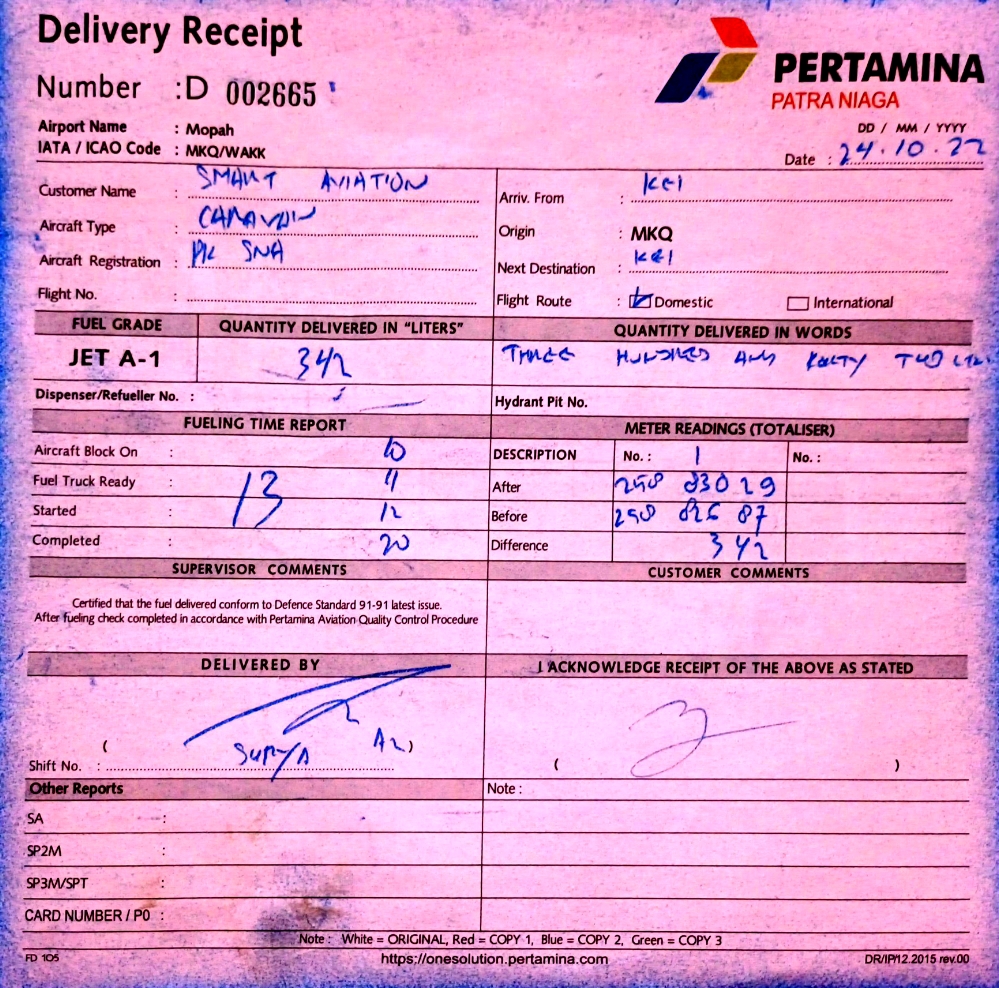 Delivery Receipt
Number : D 002665
PERTAMINA
PATRA NIAGA
Airport Name : Mopah
IATA / ICAO Code : MKQ/WAKK
DD / MM / YYYY
Date : 24.10.22
Customer Name : SMART AVIATION
Arriv. From : KEI
Aircraft Type : CARAVAN
Origin : MKQ
Aircraft Registration : PK SNA
Next Destination : KEI
Flight No. :
Flight Route : Domestic International
FUEL GRADE QUANTITY DELIVERED IN "LITERS" QUANTITY DELIVERED IN WORDS
JET A-1 342 THREE HUNDRED AND FORTY TWO
Dispenser/Refueller No. :
Hydrant Pit No.
FUELING TIME REPORT METER READINGS (TOTALISER)
Aircraft Block On : 10
DESCRIPTION No. : 1 No. :
Fuel Truck Ready : 11
After 258 830 29
Started : 13 12
Before 258 826 87
Completed : 20
Difference 342
SUPERVISOR COMMENTS CUSTOMER COMMENTS
Certified that the fuel delivered conform to Defence Standard 91-91 latest issue.
After fueling check completed in accordance with Pertamina Aviation Quality Control Procedure
DELIVERED BY I ACKNOWLEDGE RECEIPT OF THE ABOVE AS STATED
( SURYA )
Shift No. :
( )
Other Reports Note :
SA :
SP2M :
SP3M/SPT :
CARD NUMBER / PO :
Note : White = ORIGINAL, Red = COPY 1, Blue = COPY 2, Green = COPY 3
FD 105 https://onesolution.pertamina.com DR/IP/12.2015 rev.00